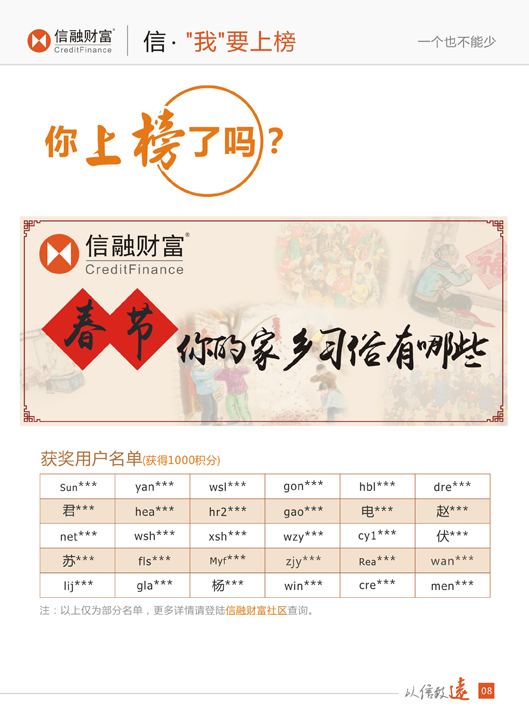 信融财富®
CreditFinance
信·"我"要上榜
一个也不能少
你上榜了吗？
信融财富®
CreditFinance
春节 你的家乡习俗有哪些
福
获奖用户名单(获得1000积分)
Sun*** yan*** wsl*** gon*** hbl*** dre***
君*** hea*** hr2*** gao*** 电*** 赵***
net*** wsh*** xsh*** wzy*** cy1*** 伏***
苏*** fls*** Myf*** zjy*** Rea*** wan***
lij*** gla*** 杨*** win*** cre*** men***
注：以上仅为部分名单，更多详情请登陆信融财富社区查询。
以信致远 08